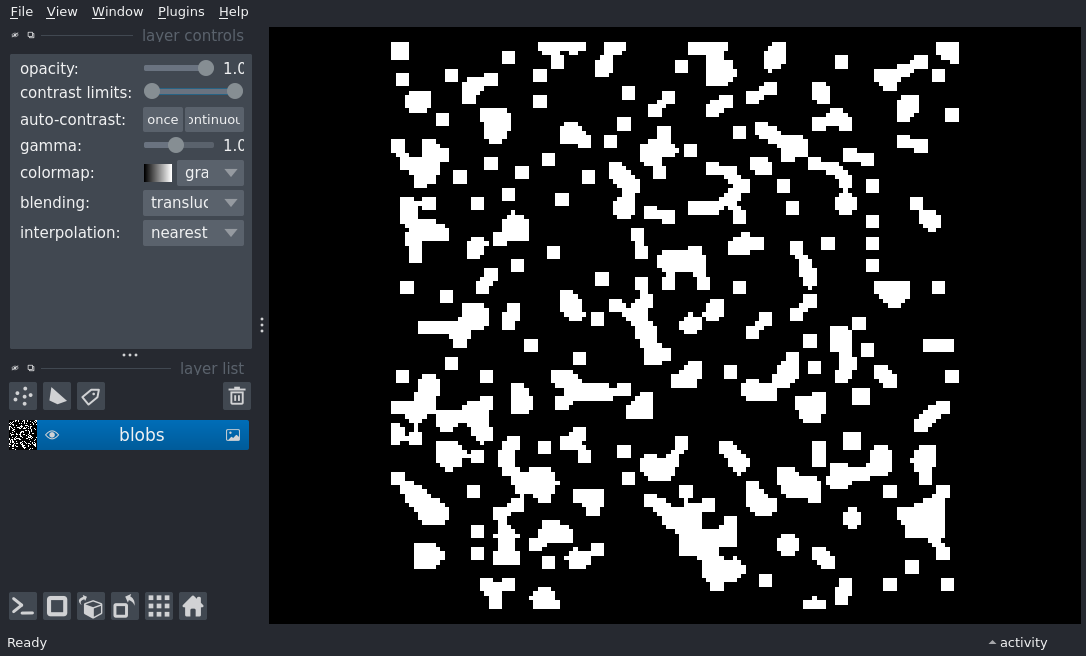 File View Window Plugins Help
layer controls
opacity: 1.0
contrast limits:
auto-contrast: once ontinuou
gamma: 1.0
colormap: gra
blending: transluc
interpolation: nearest
layer list
blobs
Ready
activity